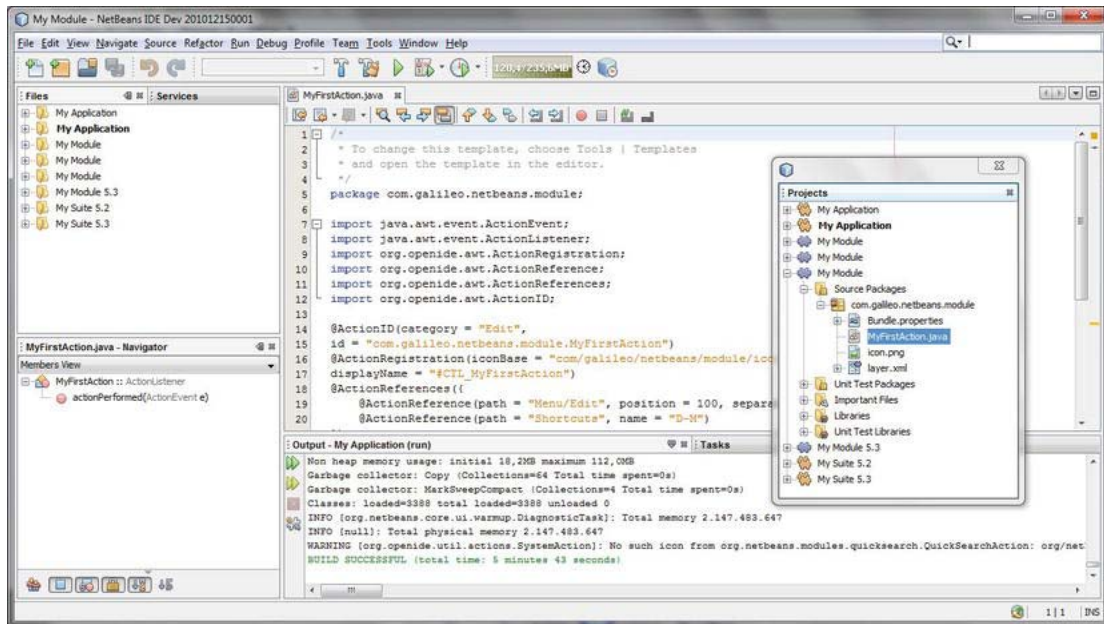 My Module - NetBeans IDE Dev 201012150001
File Edit View Navigate Source Refactor Run Debug Profile Team Tools Window Help
120,4/235,6MB
Files
Services
My Application
My Application
My Module
My Module
My Module
My Module 5.3
My Suite 5.2
My Suite 5.3
MyFirstAction.java - Navigator
Members View
MyFirstAction :: ActionListener
actionPerformed(ActionEvent e)
MyFirstAction.java
1 /*
2 * To change this template, choose Tools | Templates
3 * and open the template in the editor.
4 */
5 package com.galileo.netbeans.module;
6
7 import java.awt.event.ActionEvent;
8 import java.awt.event.ActionListener;
9 import org.openide.awt.ActionRegistration;
10 import org.openide.awt.ActionReference;
11 import org.openide.awt.ActionReferences;
12 import org.openide.awt.ActionID;
13
14 @ActionID(category = "Edit",
15 id = "com.galileo.netbeans.module.MyFirstAction")
16 @ActionRegistration(iconBase = "com/galileo/netbeans/module/ico
17 displayName = "#CTL_MyFirstAction")
18 @ActionReferences({
19 @ActionReference(path = "Menu/Edit", position = 100, separa
20 @ActionReference(path = "Shortcuts", name = "D-M")
Projects
My Application
My Application
My Module
My Module
My Module
Source Packages
com.galileo.netbeans.module
Bundle.properties
MyFirstAction.java
icon.png
layer.xml
Unit Test Packages
Important Files
Libraries
Unit Test Libraries
My Module 5.3
My Suite 5.2
My Suite 5.3
Output - My Application (run)
Tasks
Non heap memory usage: initial 18,2MB maximum 112,0MB
Garbage collector: Copy (Collections=64 Total time spent=0s)
Garbage collector: MarkSweepCompact (Collections=4 Total time spent=0s)
Classes: loaded=3388 total loaded=3388 unloaded 0
INFO [org.netbeans.core.ui.warmup.DiagnosticTask]: Total memory 2.147.483.647
INFO [null]: Total physical memory 2.147.483.647
WARNING [org.openide.util.actions.SystemAction]: No such icon from org.netbeans.modules.quicksearch.QuickSearchAction: org/net
BUILD SUCCESSFUL (total time: 5 minutes 43 seconds)
1|1 INS